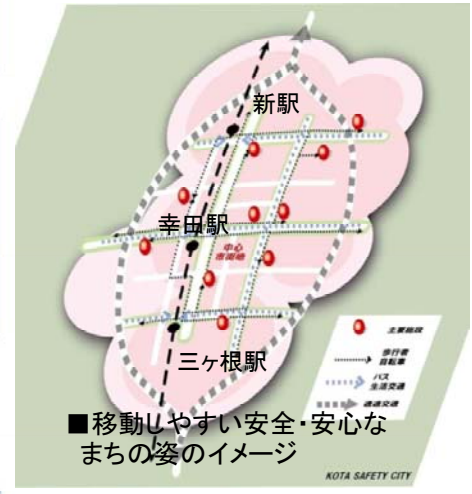 新駅
幸田駅
中心
市街地
三ヶ根駅
主要施設
歩行者
自転車
バス
生活交通
通過交通
■移動しやすい安全・安心な
まちの姿のイメージ
KOTA SAFETY CITY